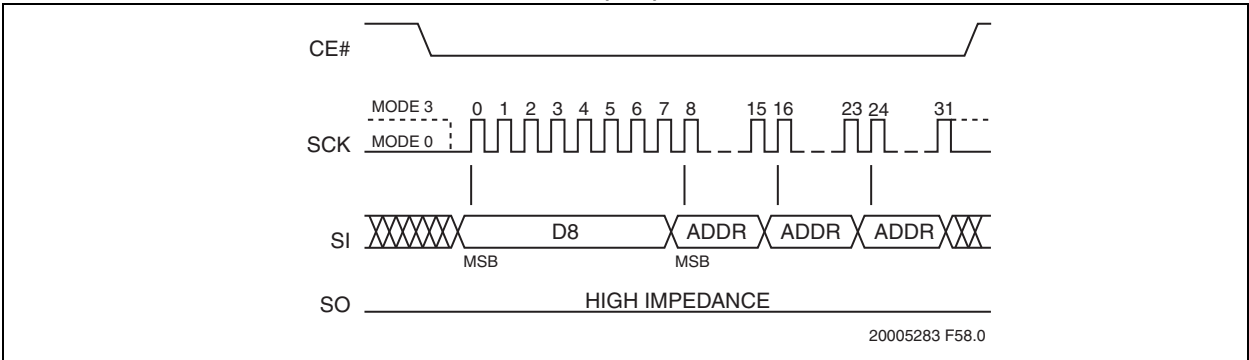 CE#
MODE 3 0 1 2 3 4 5 6 7 8 15 16 23 24 31
SCK MODE 0
SI D8 ADDR ADDR ADDR
MSB MSB
SO HIGH IMPEDANCE
20005283 F58.0